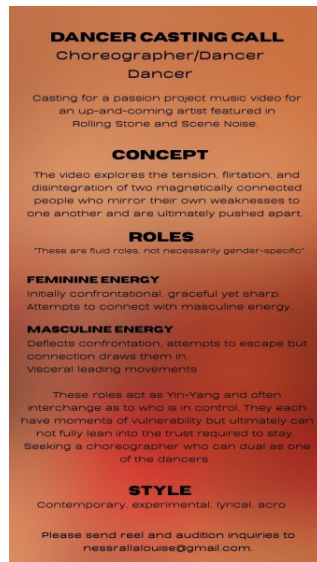 DANCER CASTING CALL
Choreographer/Dancer
Dancer
Casting for a passion project music video for
an up-and-coming artist featured in
Rolling Stone and Scene Noise.
CONCEPT
The video explores the tension, flirtation, and
disintegration of two magnetically connected
people who mirror their own weaknesses to
one another and are ultimately pushed apart.
ROLES
"These are fluid roles, not necessarily gender-specific"
FEMININE ENERGY
Initially confrontational, graceful yet sharp.
Attempts to connect with masculine energy.
MASCULINE ENERGY
Deflects confrontation, attempts to escape but
connection draws them in.
Visceral leading movements
These roles act as Yin-Yang and often
interchange as to who is in control. They each
have moments of vulnerability but ultimately can
not fully lean into the trust required to stay.
Seeking a choreographer who can dual as one
of the dancers.
STYLE
Contemporary, experimental, lyrical, acro
Please send reel and audition inquiries to
nessrallalouise@gmail.com.